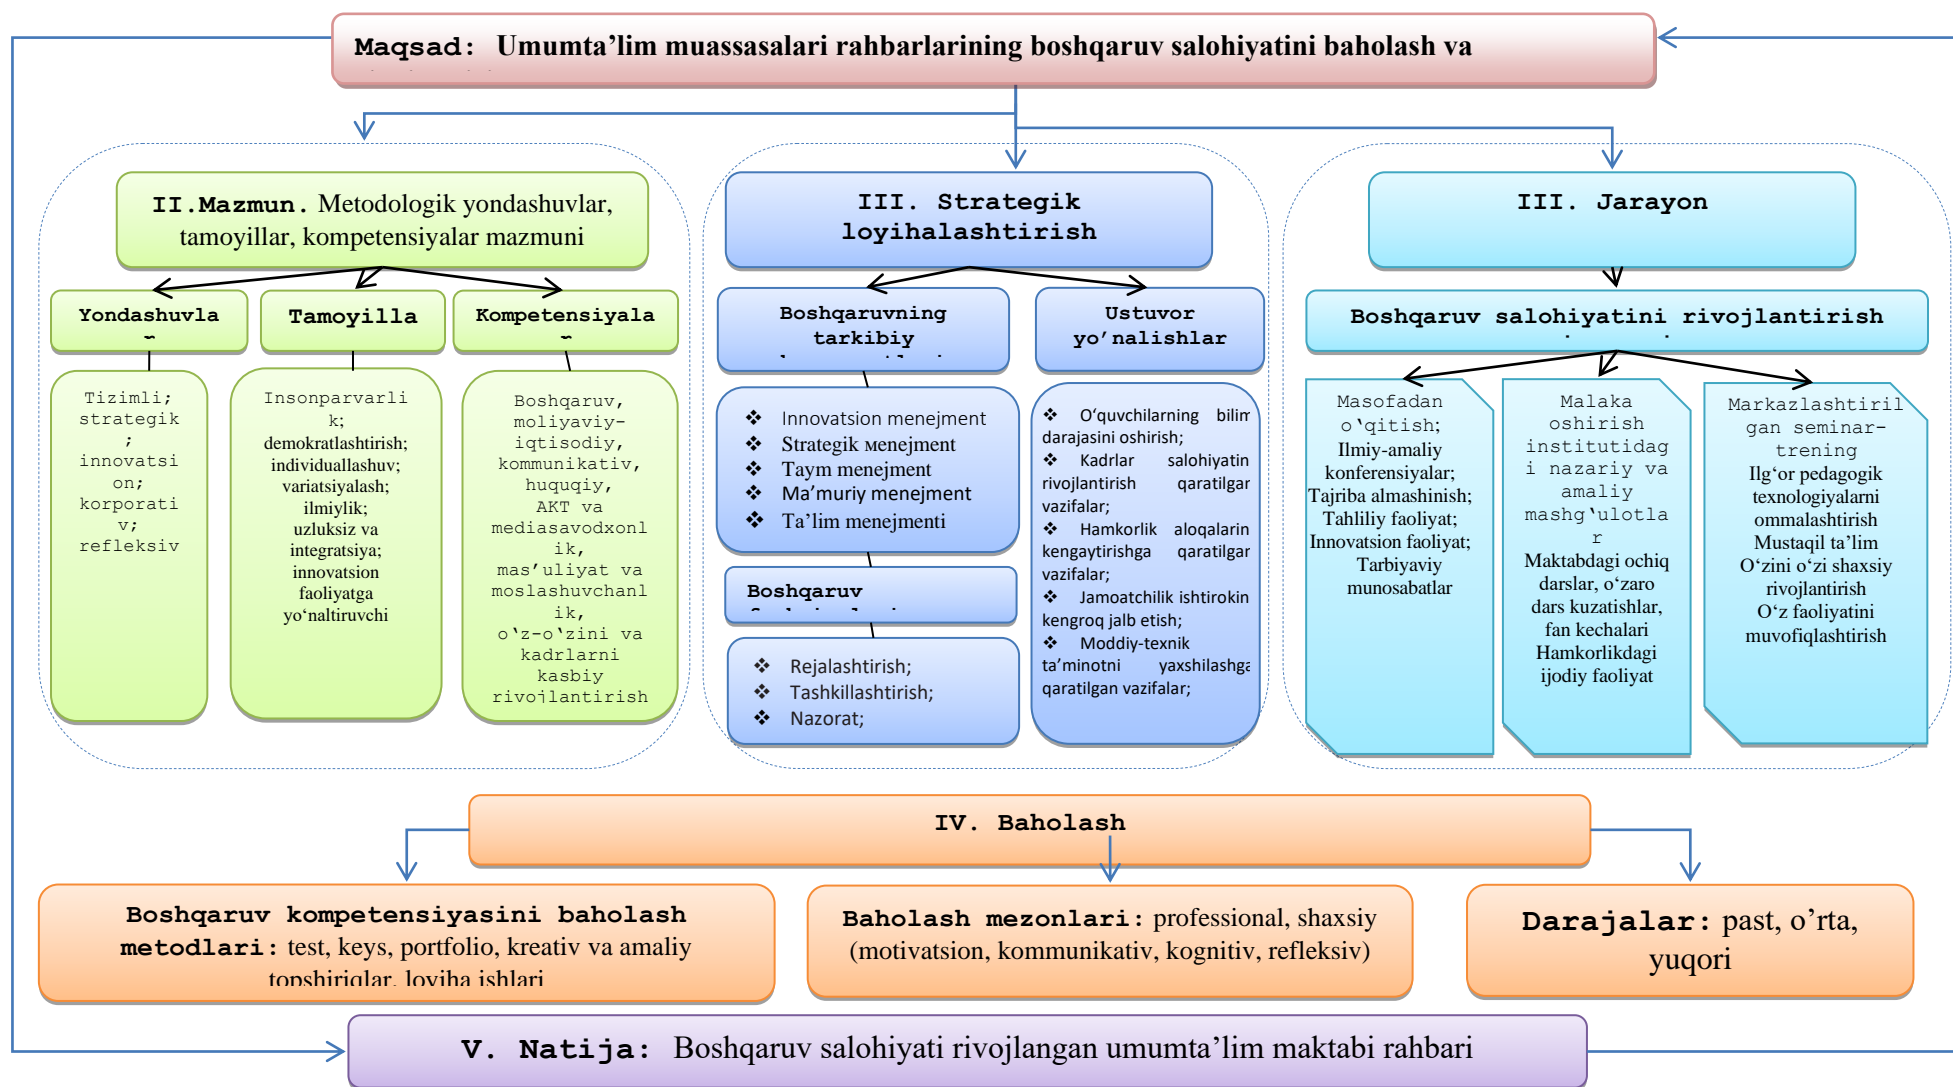 Maqsad: Umumta’lim muassasalari rahbarlarining boshqaruv salohiyatini baholash va
II.Mazmun. Metodologik yondashuvlar,
tamoyillar, kompetensiyalar mazmuni
Yondashuvla
Tamoyilla
Kompetensiyala
Tizimli;
strategik
;
innovatsi
on;
korporati
v;
refleksiv
Insonparvarli
k;
demokratlashtirish;
individuallashuv;
variatsiyalash;
ilmiylik;
uzluksiz va
integratsiya;
innovatsion
faoliyatga
yo‘naltiruvchi
Boshqaruv,
moliyaviy-
iqtisodiy,
kommunikativ,
huquqiy,
AKT va
mediasavodxonl
ik,
mas’uliyat va
moslashuvchanl
ik,
o‘z-o‘zini va
kadrlarni
kasbiy
rivojlantirish
III. Strategik
loyihalashtirish
Boshqaruvning
tarkibiy
❖ Innovatsion menejment
❖ Strategik менejment
❖ Taym menejment
❖ Ma’muriy menejment
❖ Ta’lim menejmenti
Boshqaruv
❖ Rejalashtirish;
❖ Tashkillashtirish;
❖ Nazorat;
Ustuvor
yo’nalishlar
❖ O‘quvchilarning bilim
darajasini oshirish;
❖ Kadrlar salohiyatin
rivojlantirish qaratilgan
vazifalar;
❖ Hamkorlik aloqalarin
kengaytirishga qaratilgan
vazifalar;
❖ Jamoatchilik ishtirokin
kengroq jalb etish;
❖ Moddiy-texnik
ta’minotni yaxshilashga
qaratilgan vazifalar;
III. Jarayon
Boshqaruv salohiyatini rivojlantirish
Masofadan
o‘qitish;
Ilmiy-amaliy
konferensiyalar;
Tajriba almashinish;
Tahliliy faoliyat;
Innovatsion faoliyat;
Tarbiyaviy
munosabatlar
Malaka
oshirish
institutidag
i nazariy va
amaliy
mashg‘ulotla
r
Maktabdagi ochiq
darslar, o‘zaro
dars kuzatishlar,
fan kechalari
Hamkorlikdagi
ijodiy faoliyat
Markazlashtiril
gan seminar-
trening
Ilg‘or pedagogik
texnologiyalarni
ommalashtirish
Mustaqil ta’lim
O‘zini o‘zi shaxsiy
rivojlantirish
O‘z faoliyatini
muvofiqlashtirish
IV. Baholash
Boshqaruv kompetensiyasini baholash
metodlari: test, keys, portfolio, kreativ va amaliy
topshiriqlar, loyiha ishlari
Baholash mezonlari: professional, shaxsiy
(motivatsion, kommunikativ, kognitiv, refleksiv)
Darajalar: past, o’rta,
yuqori
V. Natija: Boshqaruv salohiyati rivojlangan umumta’lim maktabi rahbari